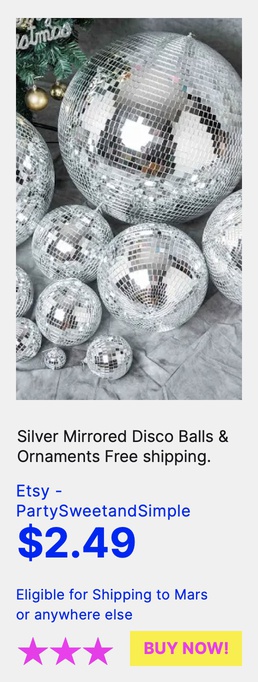 Silver Mirrored Disco Balls &
Ornaments Free shipping.
Etsy -
PartySweetandSimple
$2.49
Eligible for Shipping to Mars
or anywhere else
BUY NOW!